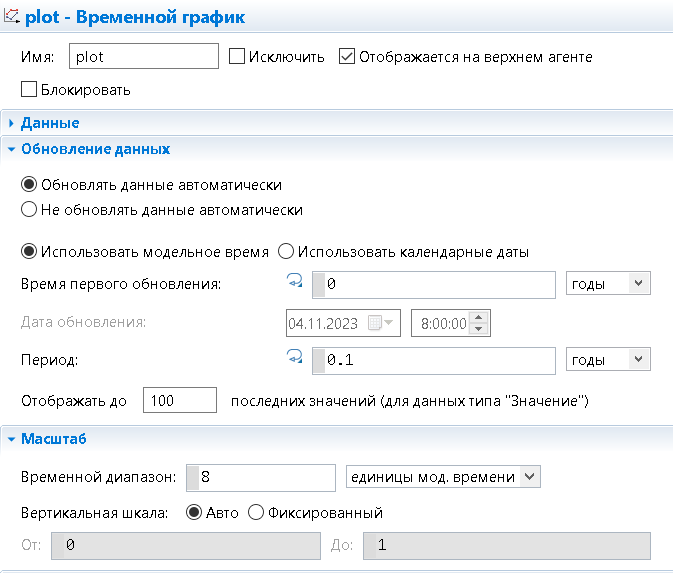 plot - Временной график
Имя: plot Исключить Отображается на верхнем агенте
Блокировать
Данные
Обновление данных
Обновлять данные автоматически
Не обновлять данные автоматически
Использовать модельное время Использовать календарные даты
Время первого обновления: 0 годы
Дата обновления: 04.11.2023 8:00:00
Период: 0.1 годы
Отображать до 100 последних значений (для данных типа "Значение")
Масштаб
Временной диапазон: 8 единицы мод. времени
Вертикальная шкала: Авто Фиксированный
От: 0 До: 1